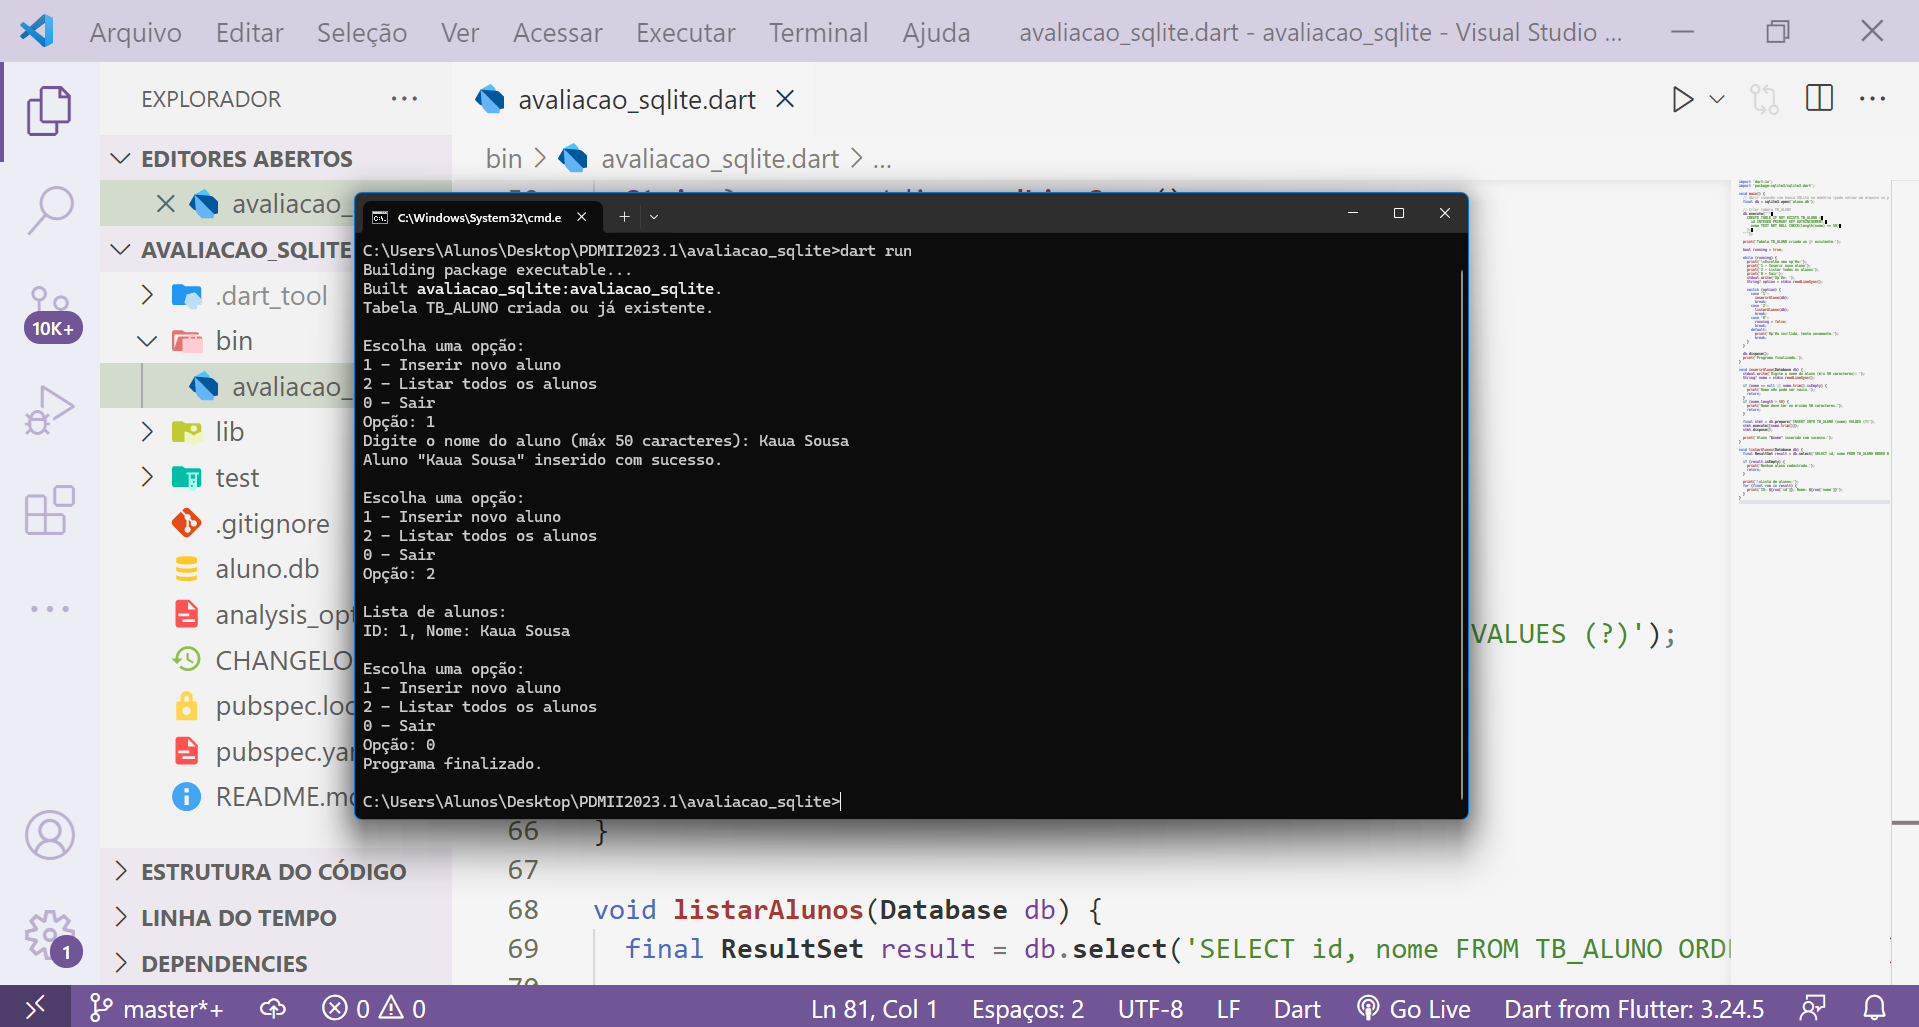 Arquivo Editar Seleção Ver Acessar Executar Terminal Ajuda avaliacao_sqlite.dart - avaliacao_sqlite - Visual Studio ...
EXPLORADOR
avaliacao_sqlite.dart
EDITORES ABERTOS
bin > avaliacao_sqlite.dart > ...
avaliacao_
AVALIACAO_SQLITE
.dart_tool
10K+
bin
avaliacao_
lib
test
.gitignore
aluno.db
analysis_opt
CHANGELO
pubspec.loc
pubspec.yar
README.md
ESTRUTURA DO CÓDIGO
LINHA DO TEMPO
DEPENDENCIES
1
C:\Windows\System32\cmd.e
C:\Users\Alunos\Desktop\PDMII2023.1\avaliacao_sqlite>dart run
Building package executable...
Built avaliacao_sqlite:avaliacao_sqlite.
Tabela TB_ALUNO criada ou já existente.
Escolha uma opção:
1 - Inserir novo aluno
2 - Listar todos os alunos
0 - Sair
Opção: 1
Digite o nome do aluno (máx 50 caracteres): Kaua Sousa
Aluno "Kaua Sousa" inserido com sucesso.
Escolha uma opção:
1 - Inserir novo aluno
2 - Listar todos os alunos
0 - Sair
Opção: 2
Lista de alunos:
ID: 1, Nome: Kaua Sousa
Escolha uma opção:
1 - Inserir novo aluno
2 - Listar todos os alunos
0 - Sair
Opção: 0
Programa finalizado.
C:\Users\Alunos\Desktop\PDMII2023.1\avaliacao_sqlite>
VALUES (?)');
66 }
67
68 void listarAlunos(Database db) {
69 final ResultSet result = db.select('SELECT id, nome FROM TB_ALUNO ORDE
master*+ 0 0 Ln 81, Col 1 Espaços: 2 UTF-8 LF Dart Go Live Dart from Flutter: 3.24.5